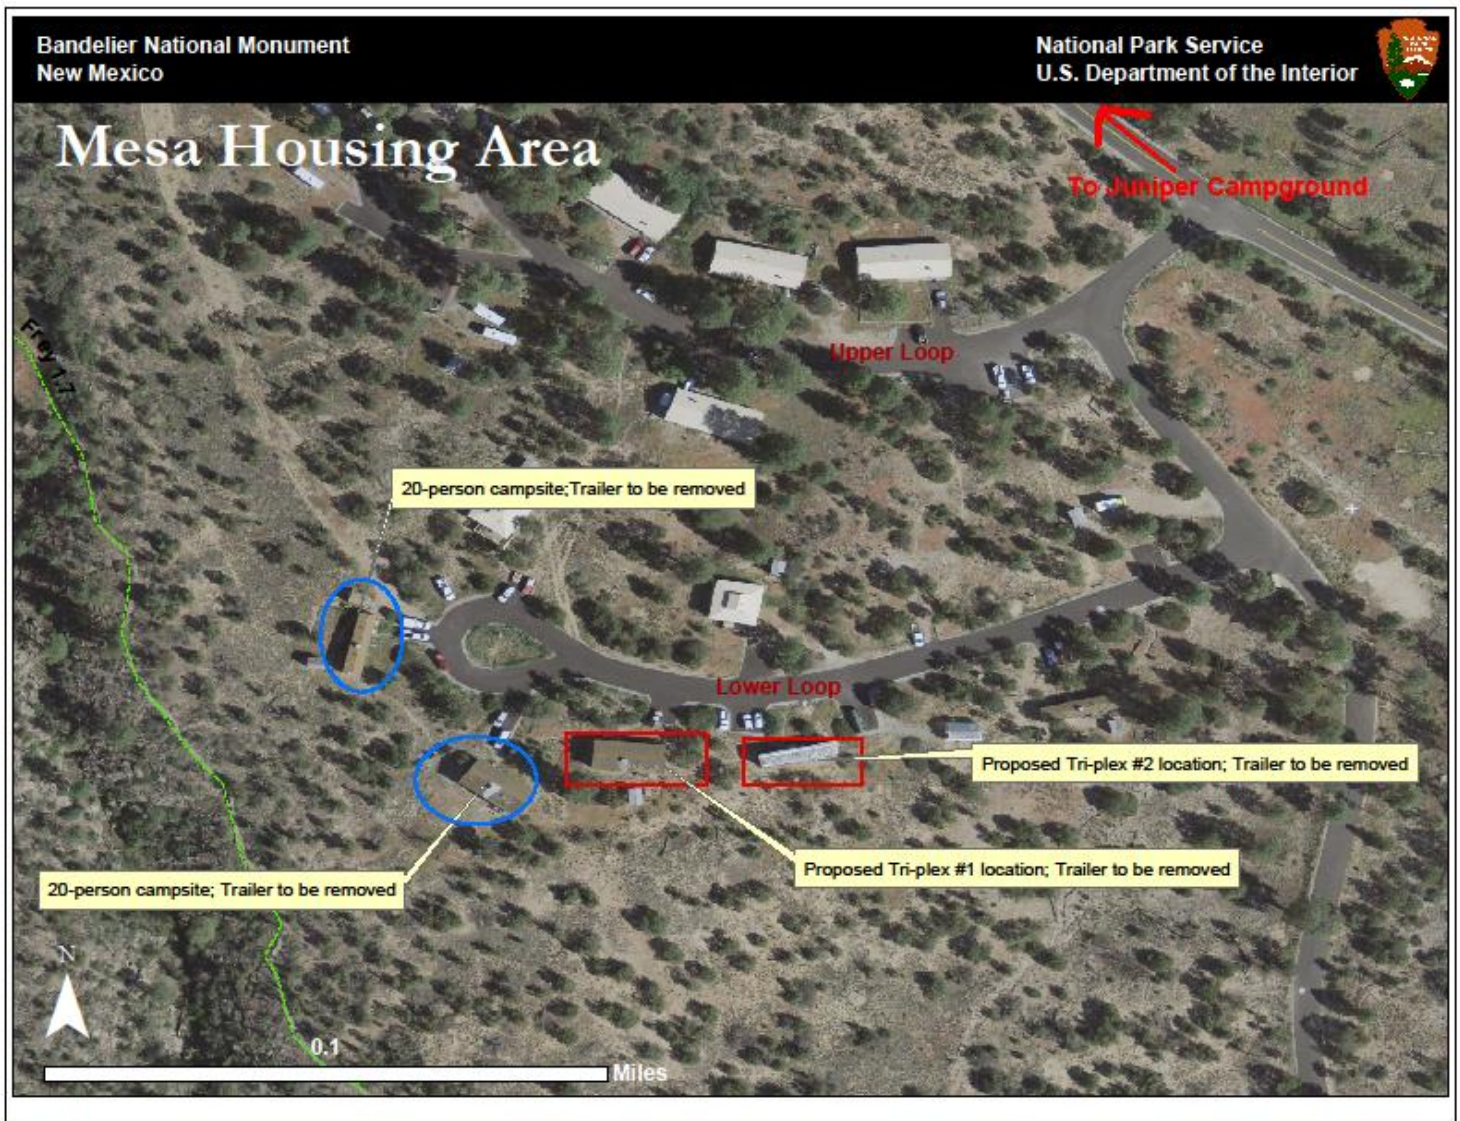 Bandelier National Monument
New Mexico
National Park Service
U.S. Department of the Interior
Mesa Housing Area
To Juniper Campground
Frey 1.7
Upper Loop
20-person campsite;Trailer to be removed
Lower Loop
Proposed Tri-plex #2 location; Trailer to be removed
Proposed Tri-plex #1 location; Trailer to be removed
20-person campsite; Trailer to be removed
N
0.1
Miles